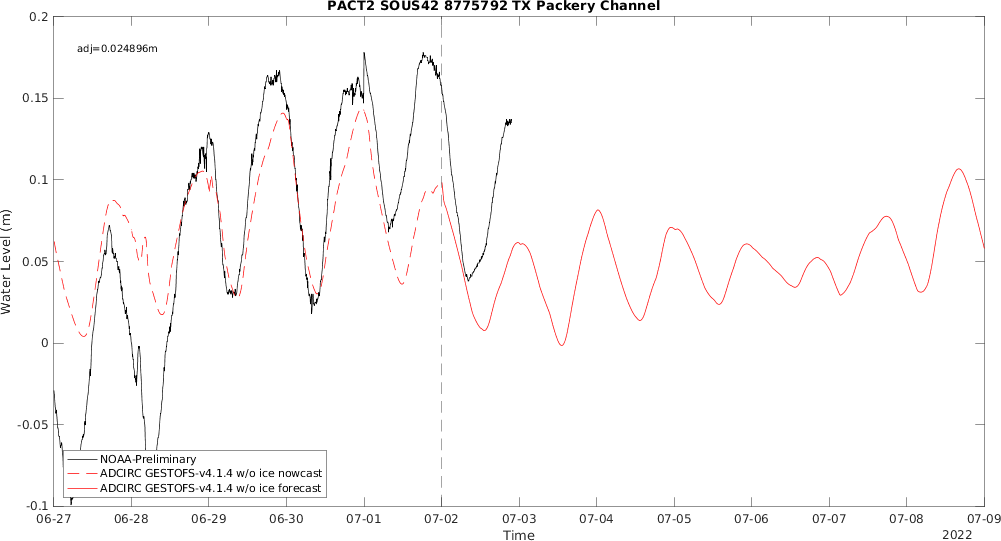 PACT2 SOUS42 8775792 TX Packery Channel
0.2
adj=0.024896m
0.15
0.1
0.05
0
-0.05
-0.1
Water Level (m)
NOAA-Preliminary
ADCIRC GESTOFS-v4.1.4 w/o ice nowcast
ADCIRC GESTOFS-v4.1.4 w/o ice forecast
06-27 06-28 06-29 06-30 07-01 07-02 07-03 07-04 07-05 07-06 07-07 07-08 07-09
Time
2022